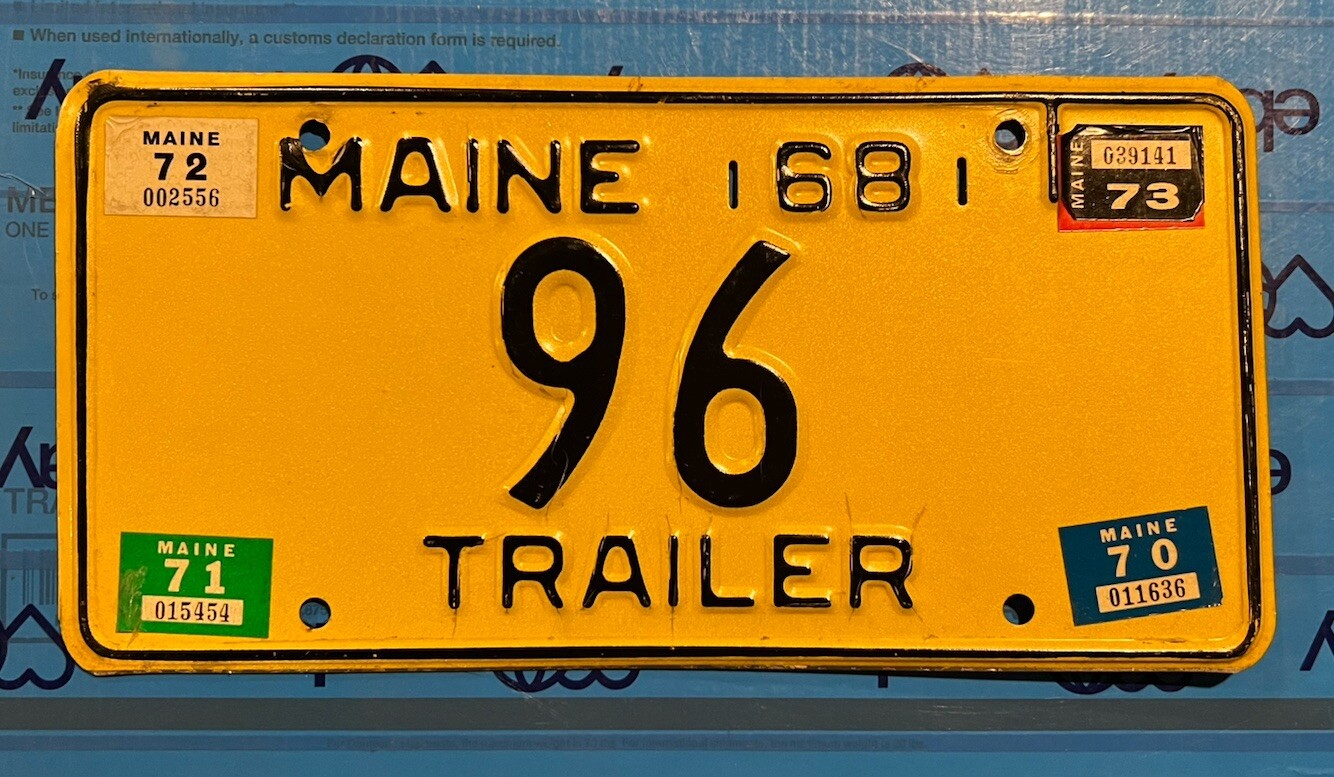 ■ When used internationally, a customs declaration form is required.
MAINE
72
002556
MAINE 68
MAINE
039141
73
96
TRAILER
MAINE
71
015454
MAINE
70
011636